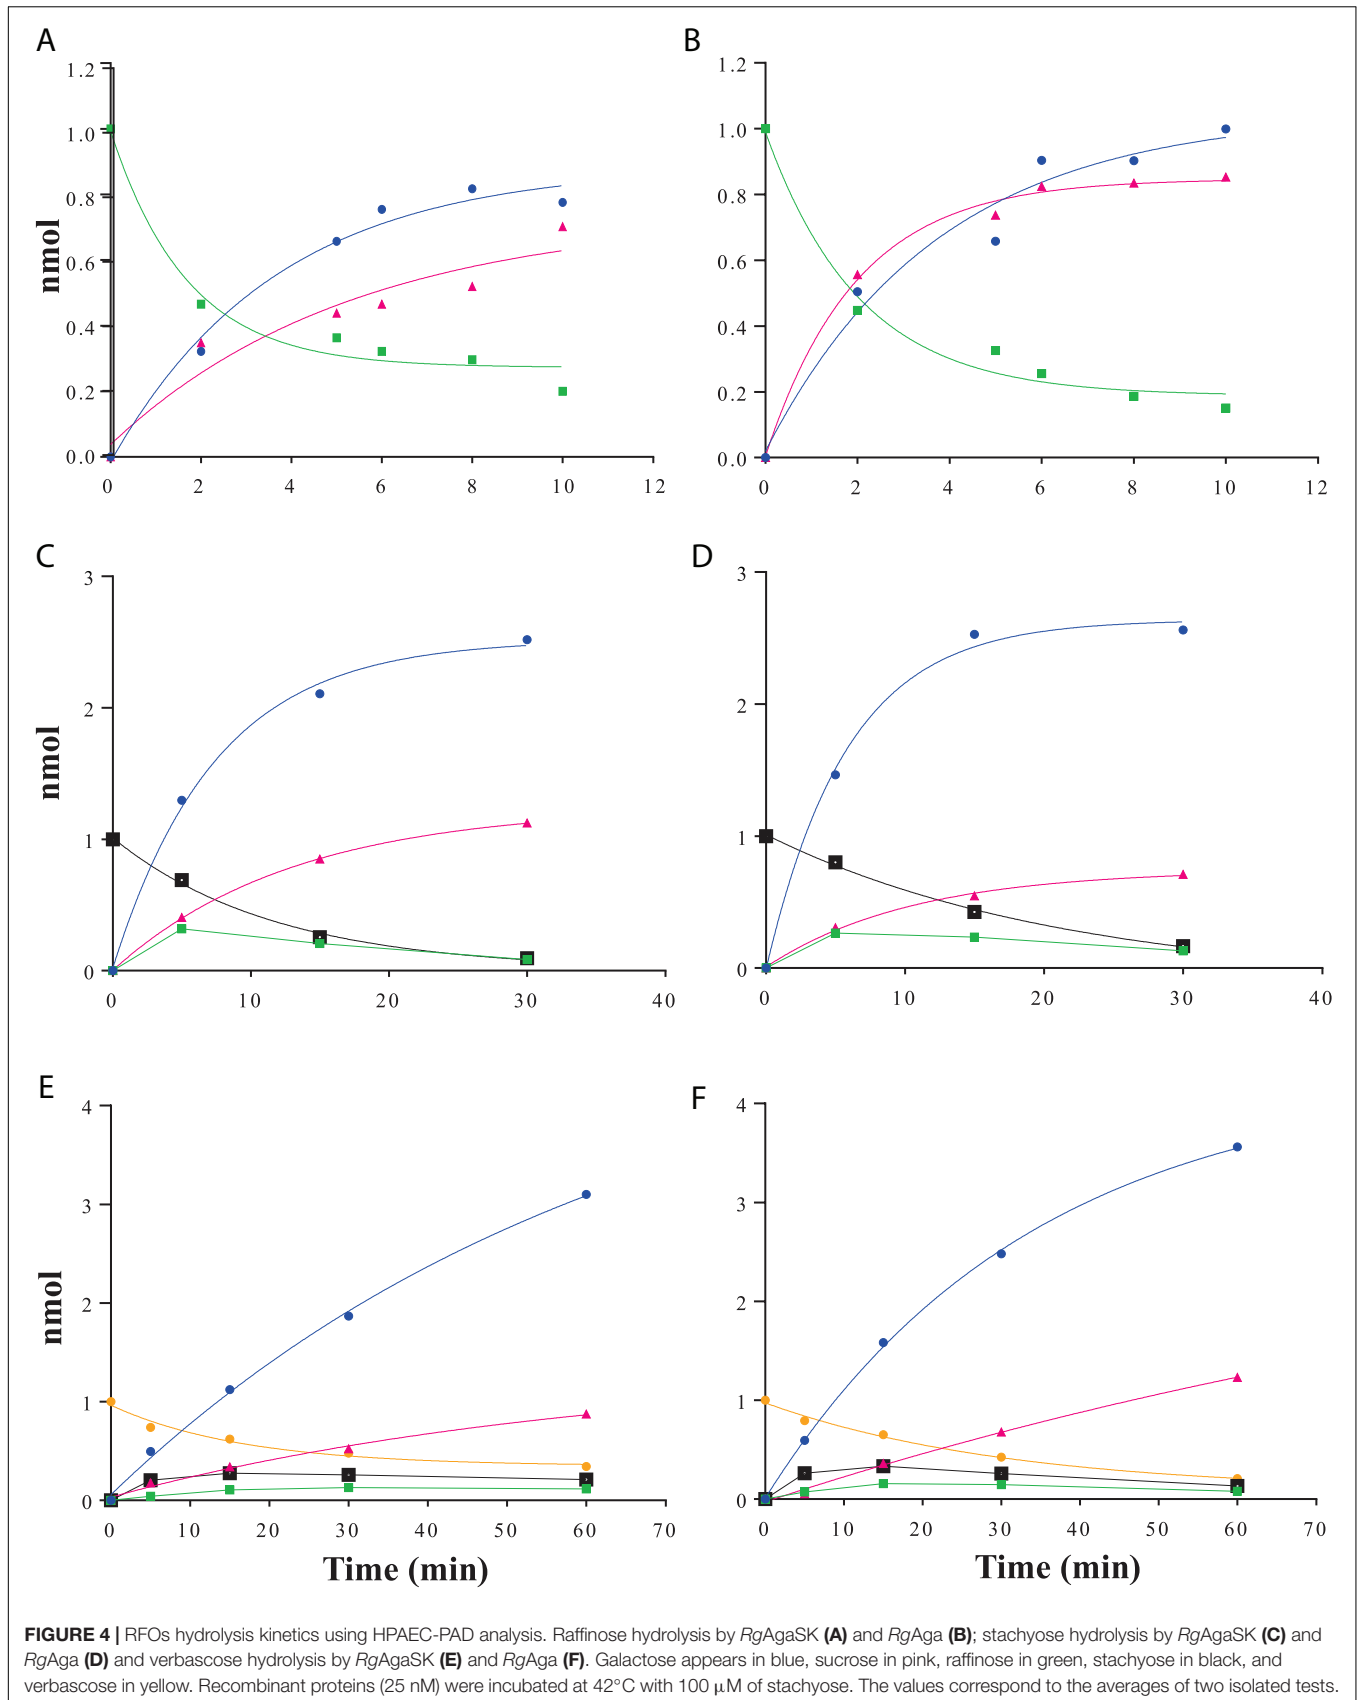 A
B
1.2
1.0
0.8
0.6
0.4
0.2
0.0
nmol
0 2 4 6 8 10 12
1.2
1.0
0.8
0.6
0.4
0.2
0.0
0 2 4 6 8 10 12
C
D
3
2
1
0
nmol
0 10 20 30 40
3
2
1
0
0 10 20 30 40
E
F
4
3
2
1
0
nmol
0 10 20 30 40 50 60 70
Time (min)
4
3
2
1
0
0 10 20 30 40 50 60 70
Time (min)
FIGURE 4 | RFOs hydrolysis kinetics using HPAEC-PAD analysis. Raffinose hydrolysis by RgAgaSK (A) and RgAga (B); stachyose hydrolysis by RgAgaSK (C) and
RgAga (D) and verbascose hydrolysis by RgAgaSK (E) and RgAga (F). Galactose appears in blue, sucrose in pink, raffinose in green, stachyose in black, and
verbascose in yellow. Recombinant proteins (25 nM) were incubated at 42°C with 100 μM of stachyose. The values correspond to the averages of two isolated tests.